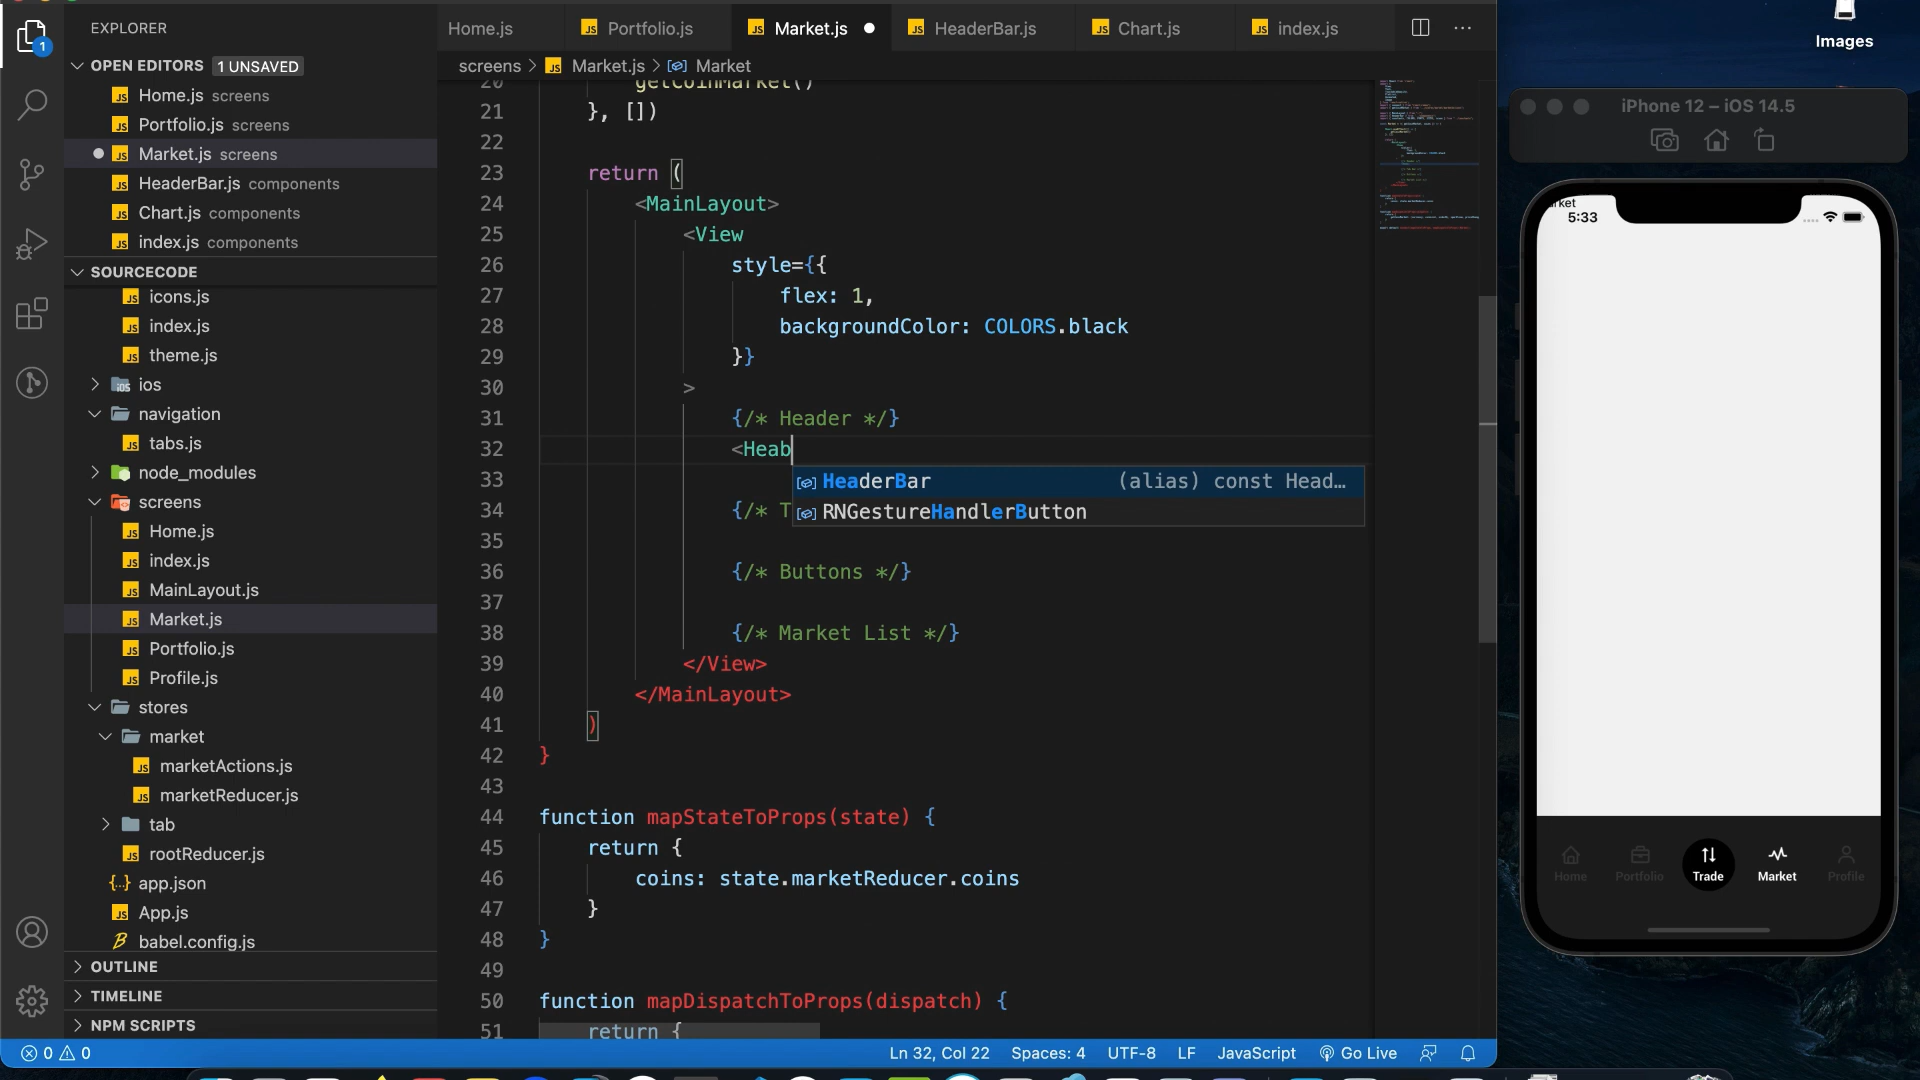 EXPLORER
OPEN EDITORS 1 UNSAVED
Home.js screens
Portfolio.js screens
Market.js screens
HeaderBar.js components
Chart.js components
index.js components
SOURCECODE
icons.js
index.js
theme.js
ios
navigation
tabs.js
node_modules
screens
Home.js
index.js
MainLayout.js
Market.js
Portfolio.js
Profile.js
stores
market
marketActions.js
marketReducer.js
tab
rootReducer.js
app.json
App.js
babel.config.js
OUTLINE
TIMELINE
NPM SCRIPTS
Home.js Portfolio.js Market.js HeaderBar.js Chart.js index.js
screens > Market.js > Market
20 getCoinMarket()
21 }, [])
22
23 return (
24 <MainLayout>
25 <View
26 style={{
27 flex: 1,
28 backgroundColor: COLORS.black
29 }}
30 >
31 {/* Header */}
32 <Heab
HeaderBar (alias) const Head…
RNGestureHandlerButton
33
34 {/* T
35
36 {/* Buttons */}
37
38 {/* Market List */}
39 </View>
40 </MainLayout>
41 )
42 }
43
44 function mapStateToProps(state) {
45 return {
46 coins: state.marketReducer.coins
47 }
48 }
49
50 function mapDispatchToProps(dispatch) {
51 return {
0 0 Ln 32, Col 22 Spaces: 4 UTF-8 LF JavaScript Go Live
Images
iPhone 12 – iOS 14.5
rket
5:33
Home Portfolio Trade Market Profile